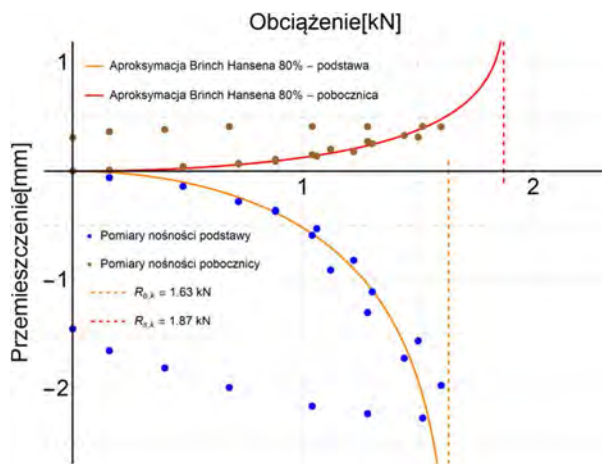 Obciążenie[kN]
1
Aproksymacja Brinch Hansena 80% – podstawa
Aproksymacja Brinch Hansena 80% – pobocznica
Przemieszczenie[mm]
1
2
Pomiary nośności podstawy
Pomiary nośności pobocznicy
−1
R_b,k = 1.63 kN
R_s,k = 1.87 kN
−2